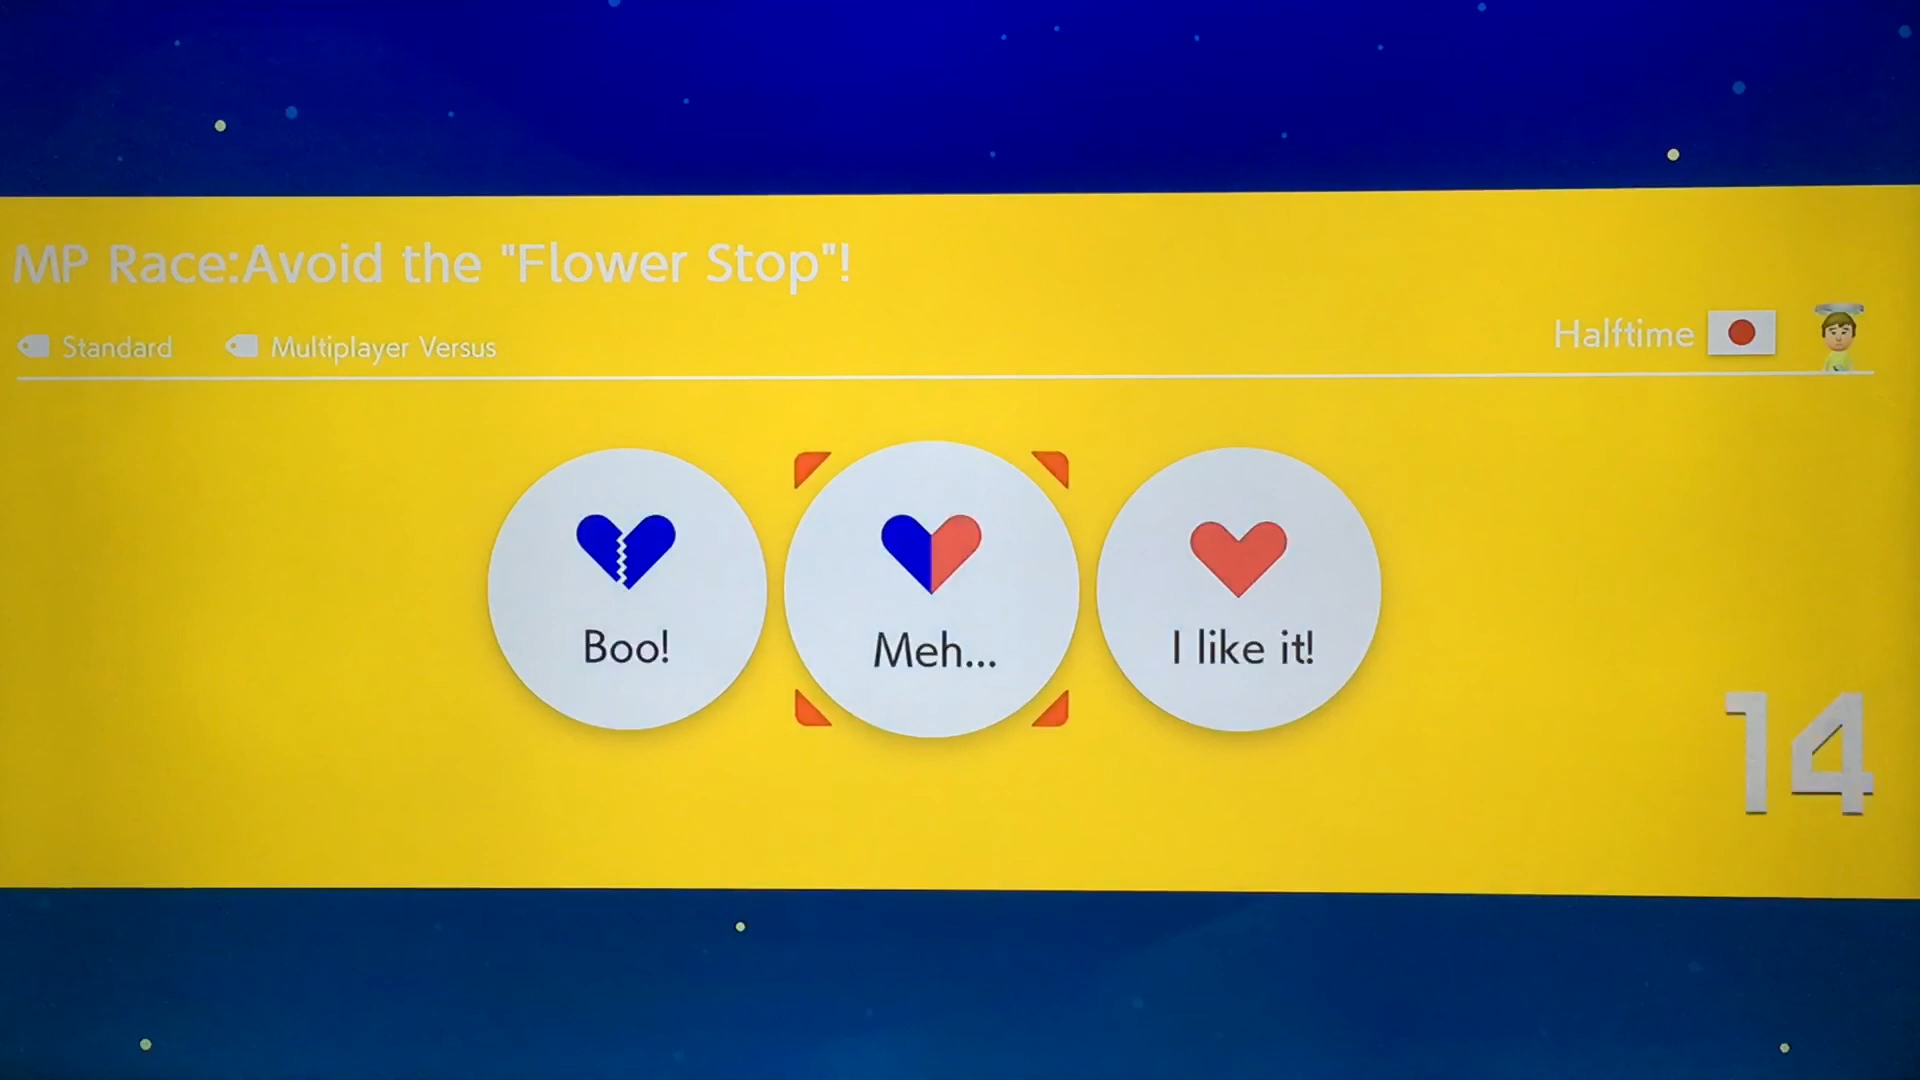 MP Race:Avoid the "Flower Stop"!
Standard
Multiplayer Versus
Halftime
Boo!
Meh...
I like it!
14